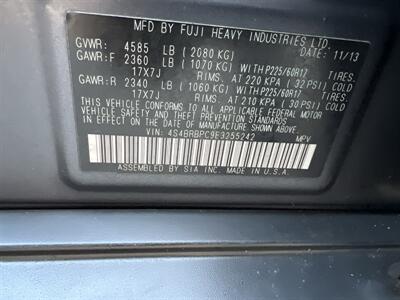 MFD BY FUJI HEAVY INDUSTRIES LTD.
GVWR: 4585 LB (2080 KG) DATE: 11/13
GAWR:F 2360 LB (1070 KG) WITH P225/60R17 TIRES.
17X7J RIMS. AT 220 KPA ( 32 PSI) COLD
GAWR:R 2340 LB (1060 KG) WITH P225/60R17 TIRES.
17X7J RIMS. AT 210 KPA ( 30 PSI) COLD
THIS VEHICLE CONFORMS TO ALL APPLICABLE FEDERAL MOTOR
VEHICLE SAFETY AND THEFT PREVENTION STANDARDS
IN EFFECT ON THE DATE OF MANUFACTURE SHOWN ABOVE.
VIN: 4S4BRBPC9E3255242 MPV
ASSEMBLED BY SIA INC. MADE IN U.S.A.